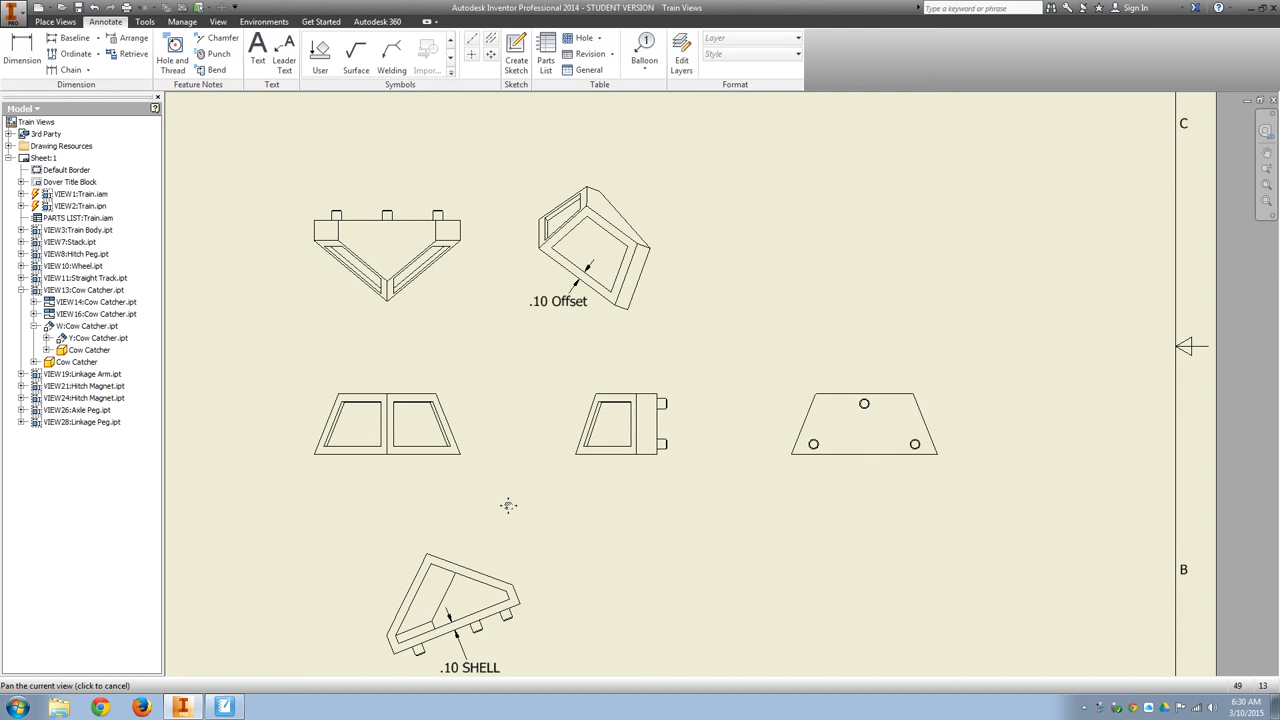 Autodesk Inventor Professional 2014 - STUDENT VERSION Train Views
Type a keyword or phrase
Sign In
PRO
Place Views Annotate Tools Manage View Environments Get Started Autodesk 360
Dimension
Baseline
Ordinate
Chain
Arrange
Retrieve
Dimension
Hole and
Thread
Chamfer
Punch
Bend
Feature Notes
Text
Leader
Text
Text
User
Surface
Welding
Impor...
Symbols
Create
Sketch
Sketch
Parts
List
Hole
Revision
General
Table
Balloon
Edit
Layers
Layer
Style
Format
Model
Train Views
3rd Party
Drawing Resources
Sheet:1
Default Border
Dover Title Block
VIEW1:Train.iam
VIEW2:Train.ipn
PARTS LIST:Train.iam
VIEW3:Train Body.ipt
VIEW7:Stack.ipt
VIEW8:Hitch Peg.ipt
VIEW10:Wheel.ipt
VIEW11:Straight Track.ipt
VIEW13:Cow Catcher.ipt
VIEW14:Cow Catcher.ipt
VIEW16:Cow Catcher.ipt
W:Cow Catcher.ipt
Y:Cow Catcher.ipt
Cow Catcher
Cow Catcher
VIEW19:Linkage Arm.ipt
VIEW21:Hitch Magnet.ipt
VIEW24:Hitch Magnet.ipt
VIEW26:Axle Peg.ipt
VIEW28:Linkage Peg.ipt
C
.10 Offset
B
.10 SHELL
Pan the current view (click to cancel)
49 13
6:30 AM
3/10/2015